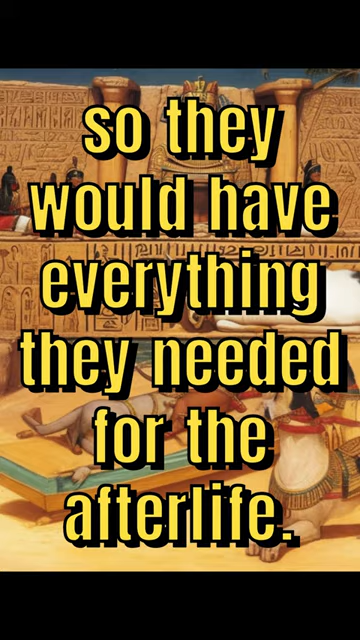 so they
would have
everything
they needed
for the
afterlife.